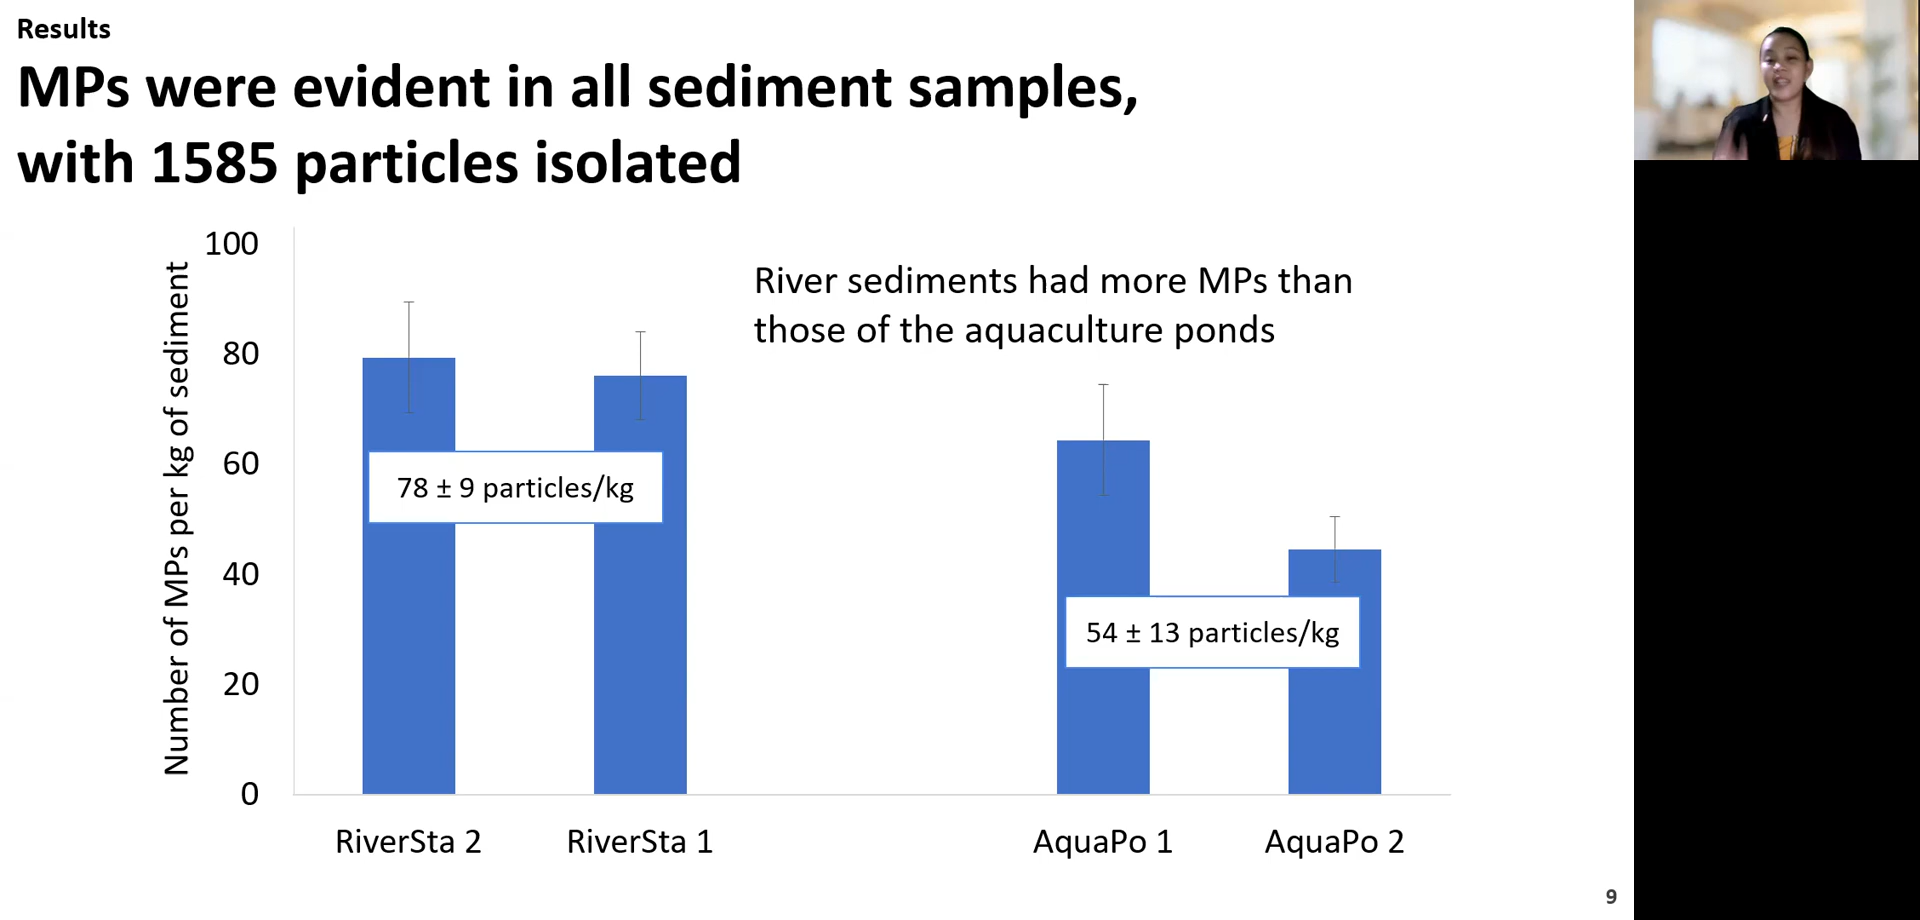 Results
MPs were evident in all sediment samples,
with 1585 particles isolated
Number of MPs per kg of sediment
100
80
60
40
20
0
River sediments had more MPs than
those of the aquaculture ponds
78 ± 9 particles/kg
54 ± 13 particles/kg
RiverSta 2
RiverSta 1
AquaPo 1
AquaPo 2
9